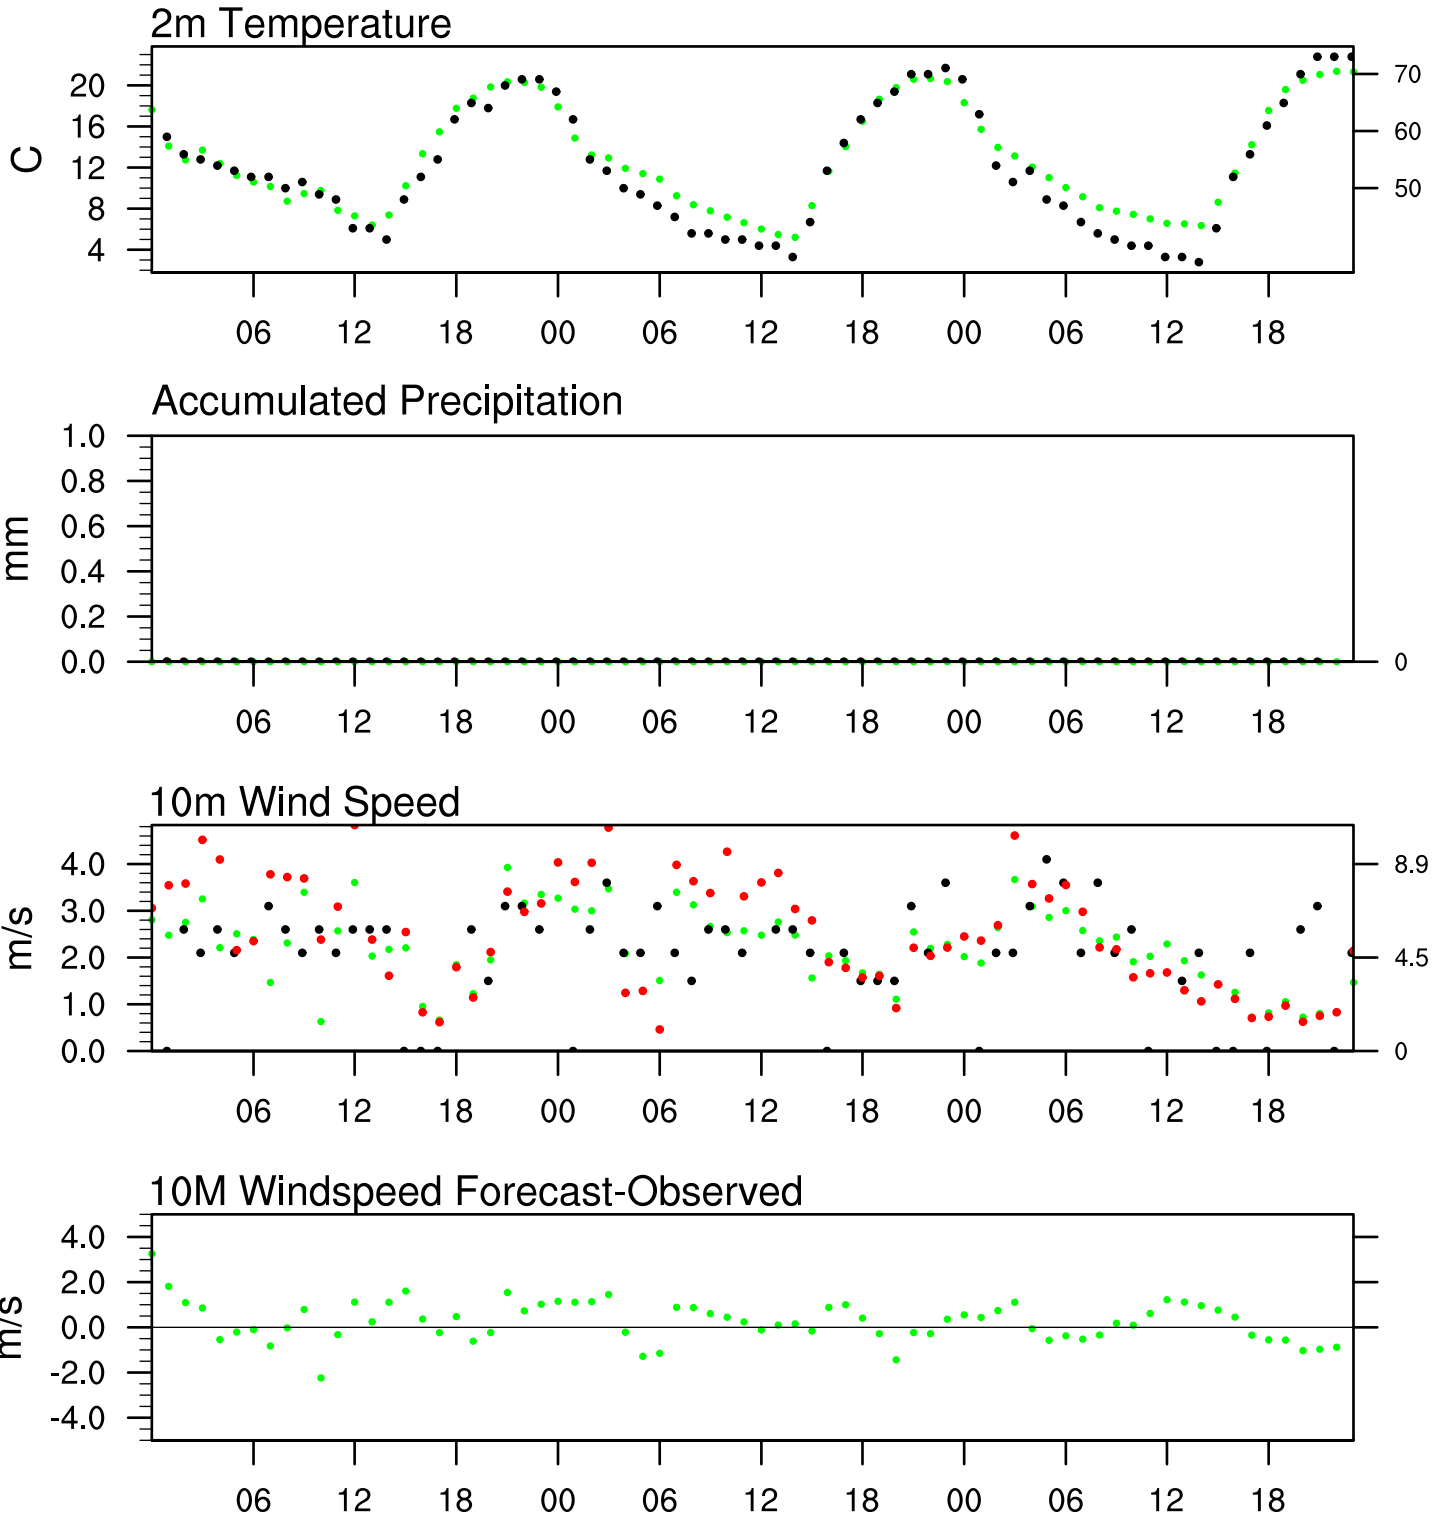 2m Temperature
20
16
12
8
4
C
70
60
50
06 12 18 00 06 12 18 00 06 12 18
Accumulated Precipitation
1.0
0.8
0.6
0.4
0.2
0.0
mm
0
06 12 18 00 06 12 18 00 06 12 18
10m Wind Speed
4.0
3.0
2.0
1.0
0.0
m/s
8.9
4.5
0
06 12 18 00 06 12 18 00 06 12 18
10M Windspeed Forecast-Observed
4.0
2.0
0.0
-2.0
-4.0
m/s
06 12 18 00 06 12 18 00 06 12 18